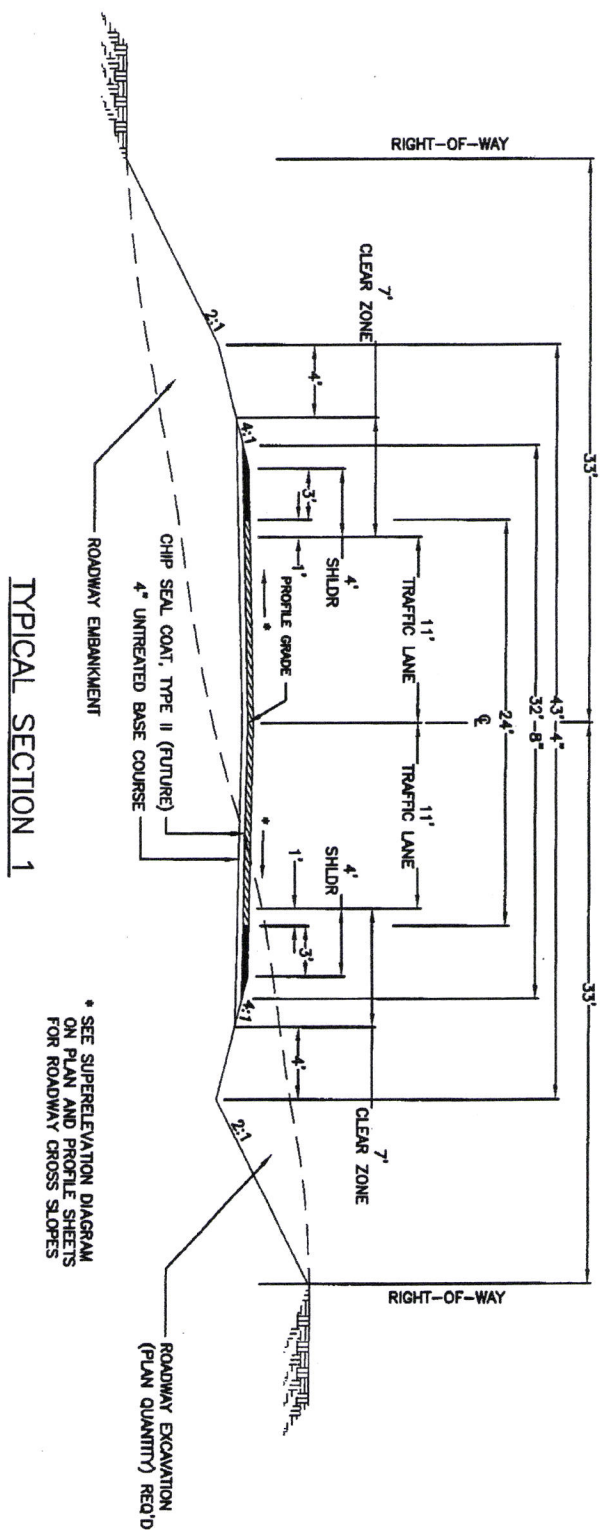 33'
33'
43'-4"
32'-8"
24'
RIGHT-OF-WAY
RIGHT-OF-WAY
℄
11'
TRAFFIC LANE
11'
TRAFFIC LANE
7'
CLEAR ZONE
7'
CLEAR ZONE
4'
SHLDR
4'
SHLDR
4'
3'
1'
1'
3'
4'
*
*
PROFILE GRADE
2:1
4:1
4:1
2:1
CHIP SEAL COAT, TYPE II (FUTURE)
4" UNTREATED BASE COURSE
ROADWAY EMBANKMENT
ROADWAY EXCAVATION
(PLAN QUANTITY) REQ'D
* SEE SUPERELEVATION DIAGRAM
ON PLAN AND PROFILE SHEETS
FOR ROADWAY CROSS SLOPES
TYPICAL SECTION 1